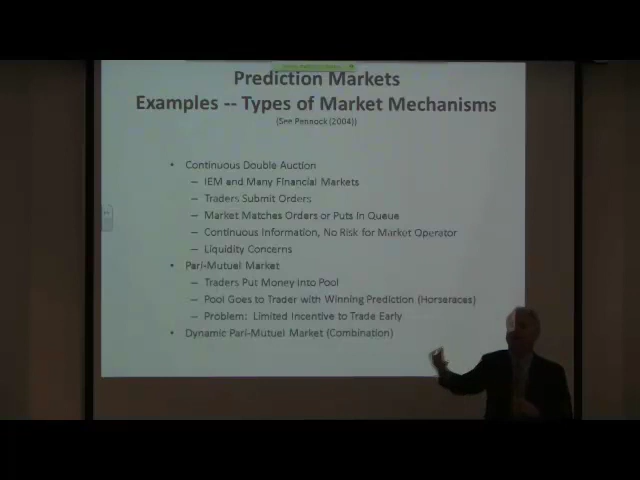 Prediction Markets
Examples -- Types of Market Mechanisms
(See Pennock (2004))
• Continuous Double Auction
– IEM and Many Financial Markets
– Traders Submit Orders
– Market Matches Orders or Puts in Queue
– Continuous Information, No Risk for Market Operator
– Liquidity Concerns
• Pari-Mutuel Market
– Traders Put Money Into Pool
– Pool Goes to Trader with Winning Prediction (Horseraces)
– Problem: Limited Incentive to Trade Early
• Dynamic Pari-Mutuel Market (Combination)